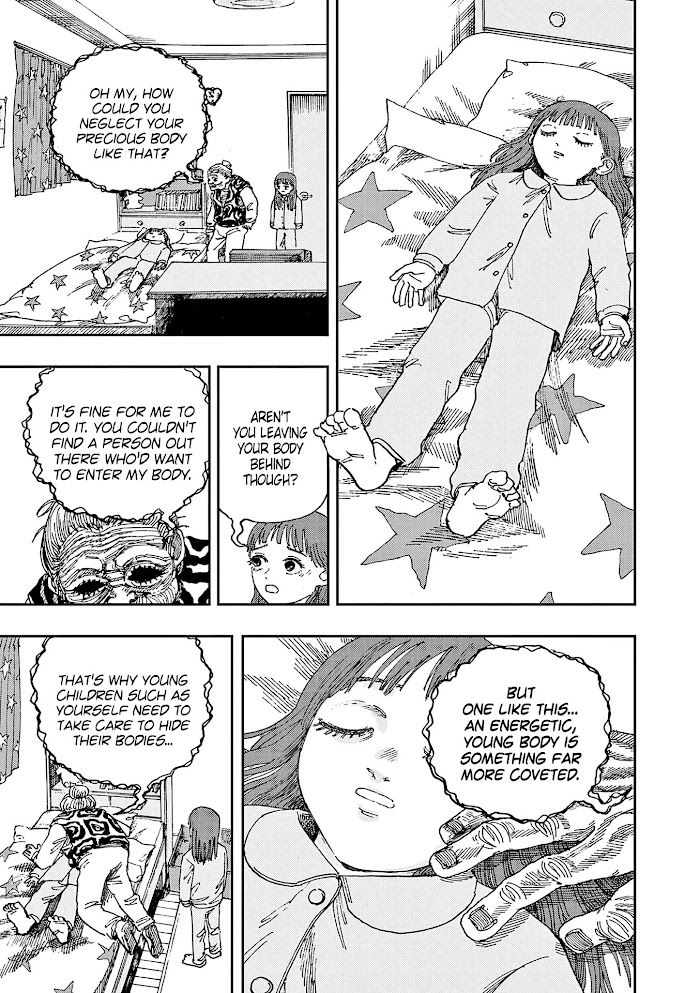 OH MY, HOW
COULD YOU
NEGLECT YOUR
PRECIOUS BODY
LIKE THAT?
AREN'T
YOU LEAVING
YOUR BODY
BEHIND
THOUGH?
IT'S FINE FOR ME TO
DO IT. YOU COULDN'T
FIND A PERSON OUT
THERE WHO'D WANT
TO ENTER MY BODY.
BUT
ONE LIKE THIS...
AN ENERGETIC,
YOUNG BODY IS
SOMETHING FAR
MORE COVETED.
THAT'S WHY YOUNG
CHILDREN SUCH AS
YOURSELF NEED TO
TAKE CARE TO HIDE
THEIR BODIES...